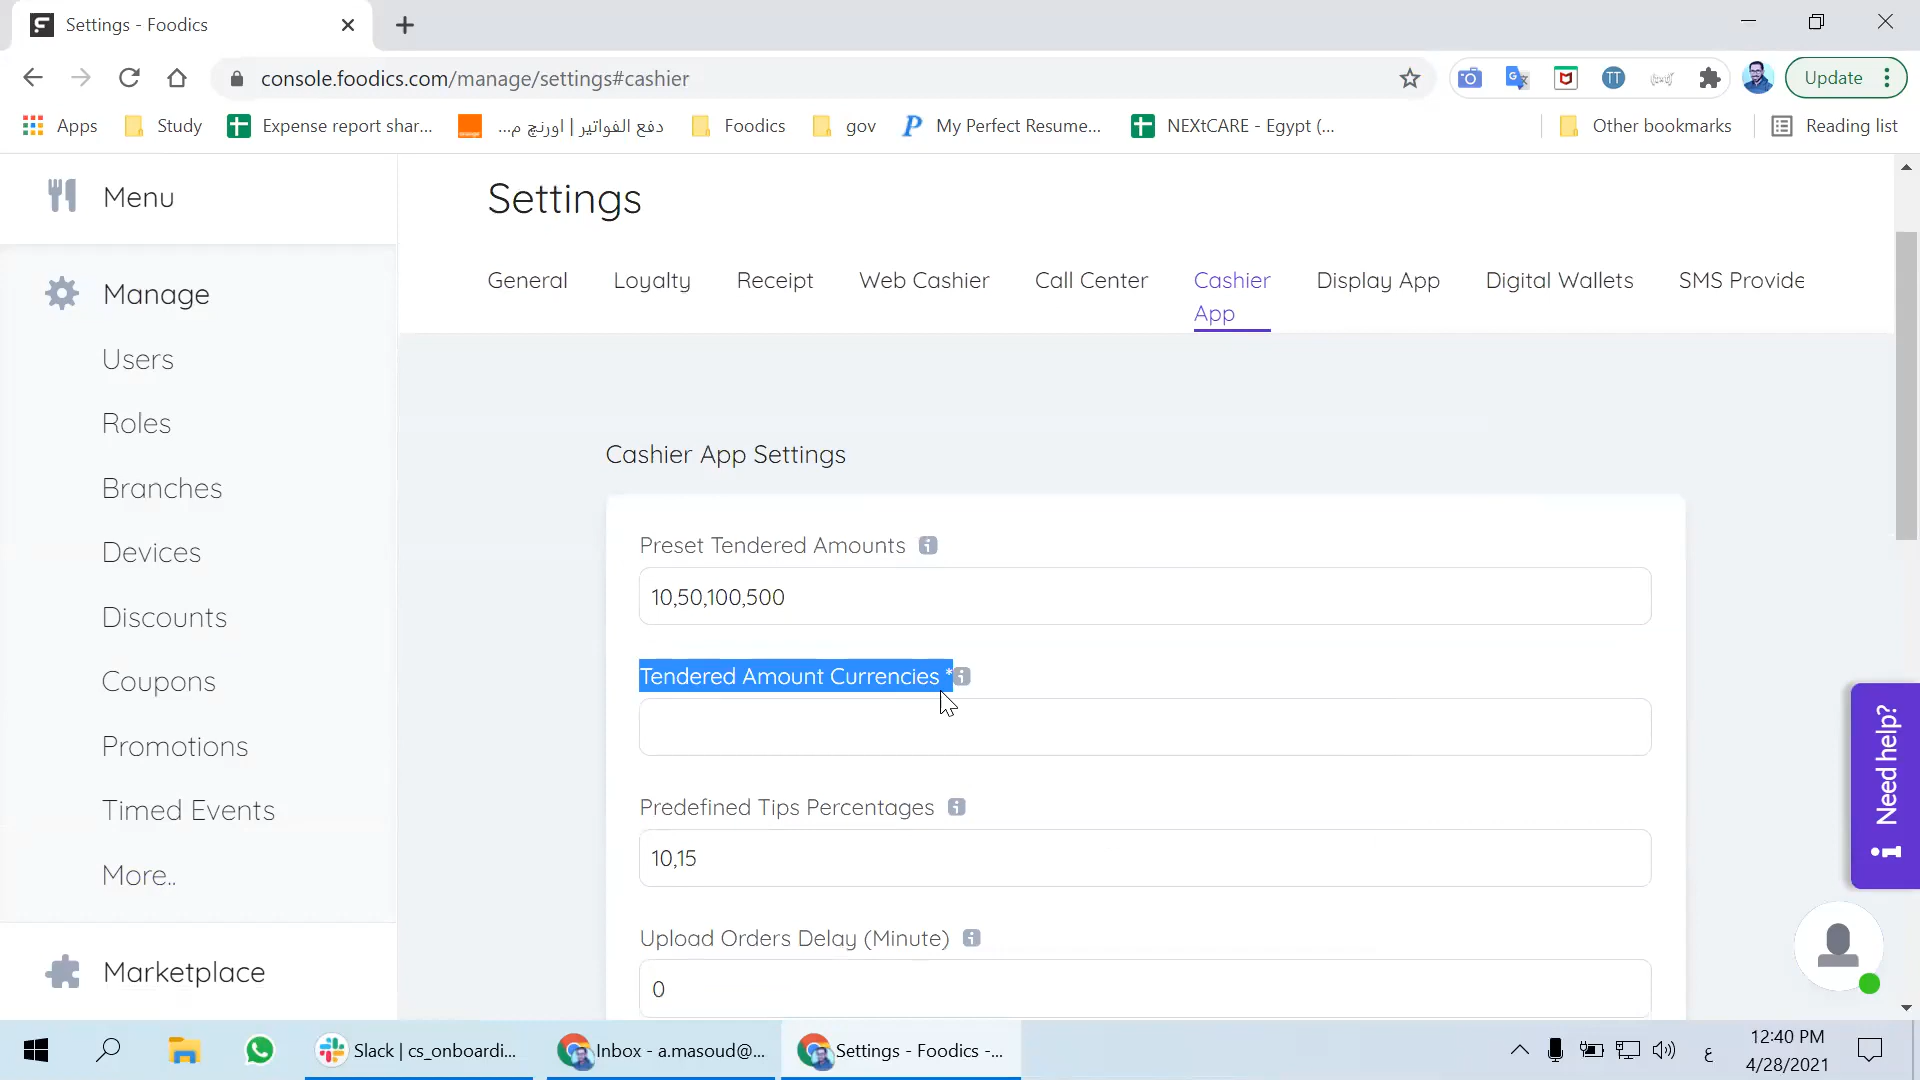 Settings - Foodics
console.foodics.com/manage/settings#cashier
Update
Apps
Study
Expense report shar...
دفع الفواتير | اورنچ م...
Foodics
gov
My Perfect Resume...
NEXtCARE - Egypt (...
Other bookmarks
Reading list
Menu
Manage
Users
Roles
Branches
Devices
Discounts
Coupons
Promotions
Timed Events
More..
Marketplace
Settings
General
Loyalty
Receipt
Web Cashier
Call Center
Cashier
App
Display App
Digital Wallets
SMS Provide
Cashier App Settings
Preset Tendered Amounts
10,50,100,500
Tendered Amount Currencies *
Predefined Tips Percentages
10,15
Upload Orders Delay (Minute)
0
Need help?
Slack | cs_onboardi...
Inbox - a.masoud@...
Settings - Foodics -...
ع
12:40 PM
4/28/2021